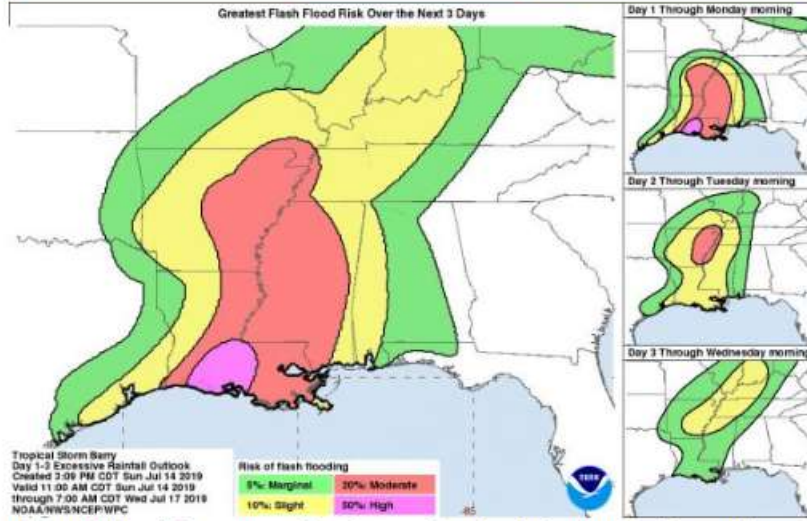 Greatest Flash Flood Risk Over the Next 3 Days
Day 1 Through Monday morning
Day 2 Through Tuesday morning
Day 3 Through Wednesday morning
Tropical Storm Barry
Day 1-3 Excessive Rainfall Outlook
Created 3:09 PM CDT Sun Jul 14 2019
Valid 11:00 AM CDT Sun Jul 14 2019
through 7:00 AM CDT Wed Jul 17 2019
NOAA/NWS/NCEP/WPC
Risk of flash flooding
5%: Marginal 20%: Moderate
10%: Slight 50%: High
-85